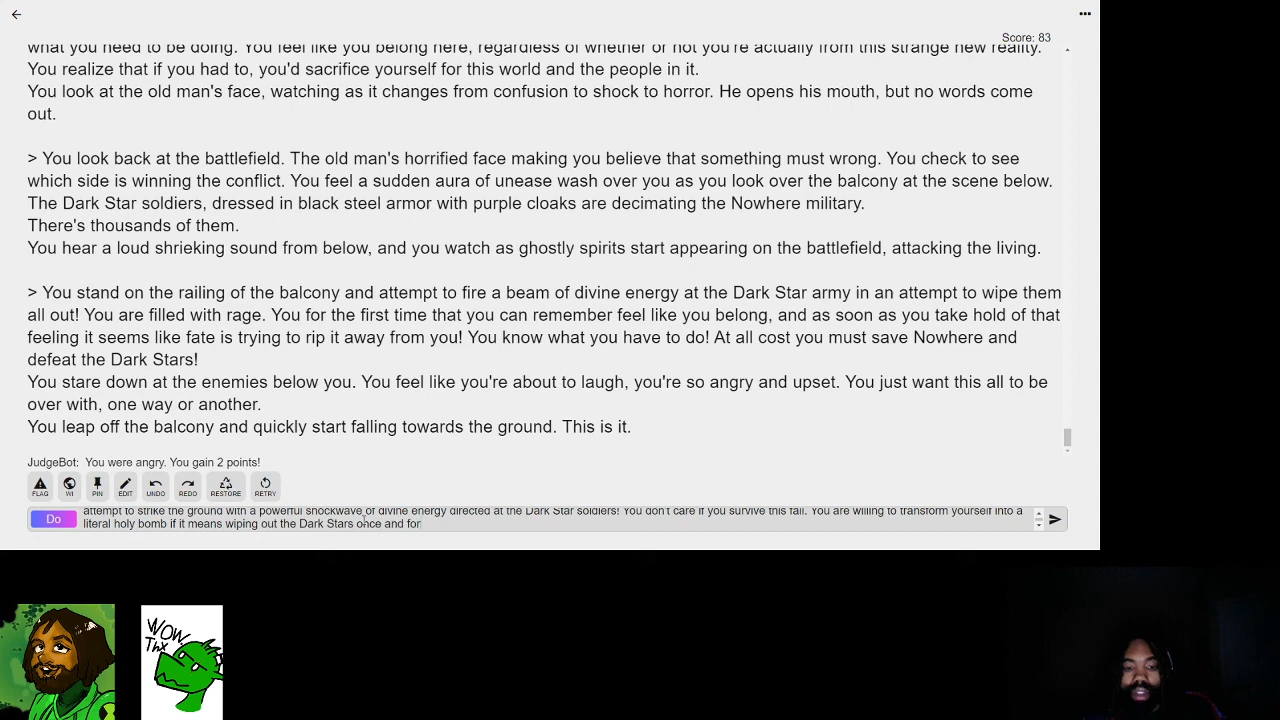 Score: 83
what you need to be doing. You feel like you belong here, regardless of whether or not you're actually from this strange new reality.
You realize that if you had to, you'd sacrifice yourself for this world and the people in it.
You look at the old man's face, watching as it changes from confusion to shock to horror. He opens his mouth, but no words come
out.
> You look back at the battlefield. The old man's horrified face making you believe that something must wrong. You check to see
which side is winning the conflict. You feel a sudden aura of unease wash over you as you look over the balcony at the scene below.
The Dark Star soldiers, dressed in black steel armor with purple cloaks are decimating the Nowhere military.
There's thousands of them.
You hear a loud shrieking sound from below, and you watch as ghostly spirits start appearing on the battlefield, attacking the living.
> You stand on the railing of the balcony and attempt to fire a beam of divine energy at the Dark Star army in an attempt to wipe them
all out! You are filled with rage. You for the first time that you can remember feel like you belong, and as soon as you take hold of that
feeling it seems like fate is trying to rip it away from you! You know what you have to do! At all cost you must save Nowhere and
defeat the Dark Stars!
You stare down at the enemies below you. You feel like you're about to laugh, you're so angry and upset. You just want this all to be
over with, one way or another.
You leap off the balcony and quickly start falling towards the ground. This is it.
JudgeBot: You were angry. You gain 2 points!
FLAG WI PIN EDIT UNDO REDO RESTORE RETRY
attempt to strike the ground with a powerful shockwave of divine energy directed at the Dark Star soldiers! You don't care if you survive this fall. You are willing to transform yourself into a
Do literal holy bomb if it means wiping out the Dark Stars once and for
WOW
Thx